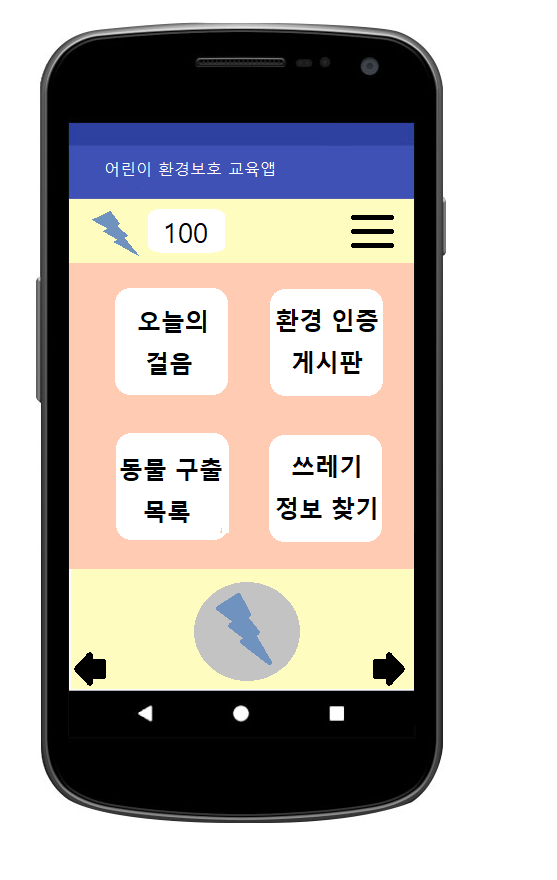 어린이 환경보호 교육앱
100
오늘의
걸음
환경 인증
게시판
동물 구출
목록
쓰레기
정보 찾기